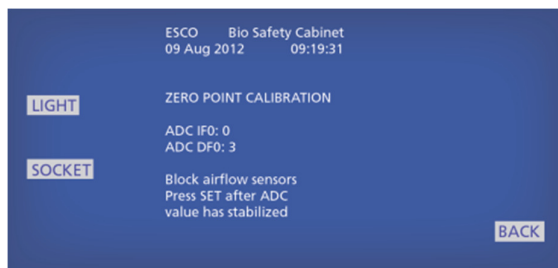 ESCO Bio Safety Cabinet
09 Aug 2012 09:19:31
LIGHT
ZERO POINT CALIBRATION
ADC IF0: 0
ADC DF0: 3
SOCKET
Block airflow sensors
Press SET after ADC
value has stabilized
BACK